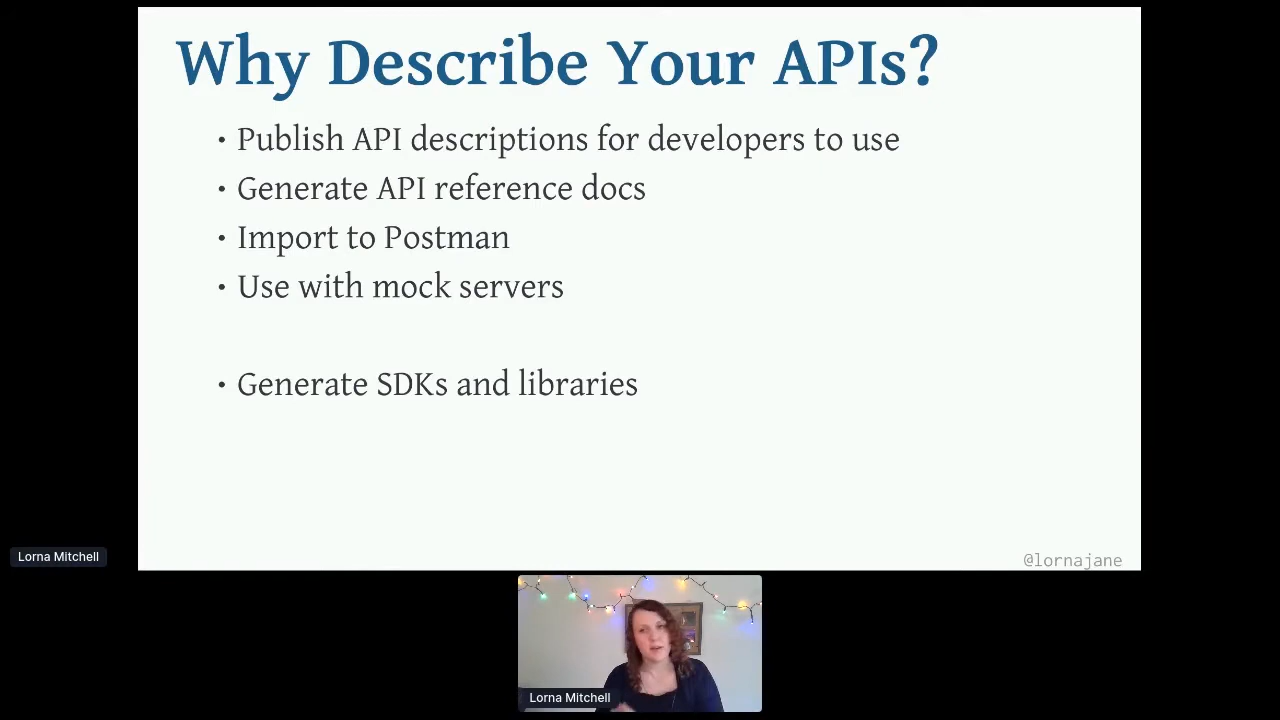 Why Describe Your APIs?
• Publish API descriptions for developers to use
• Generate API reference docs
• Import to Postman
• Use with mock servers
• Generate SDKs and libraries
@lornajane
Lorna Mitchell
Lorna Mitchell